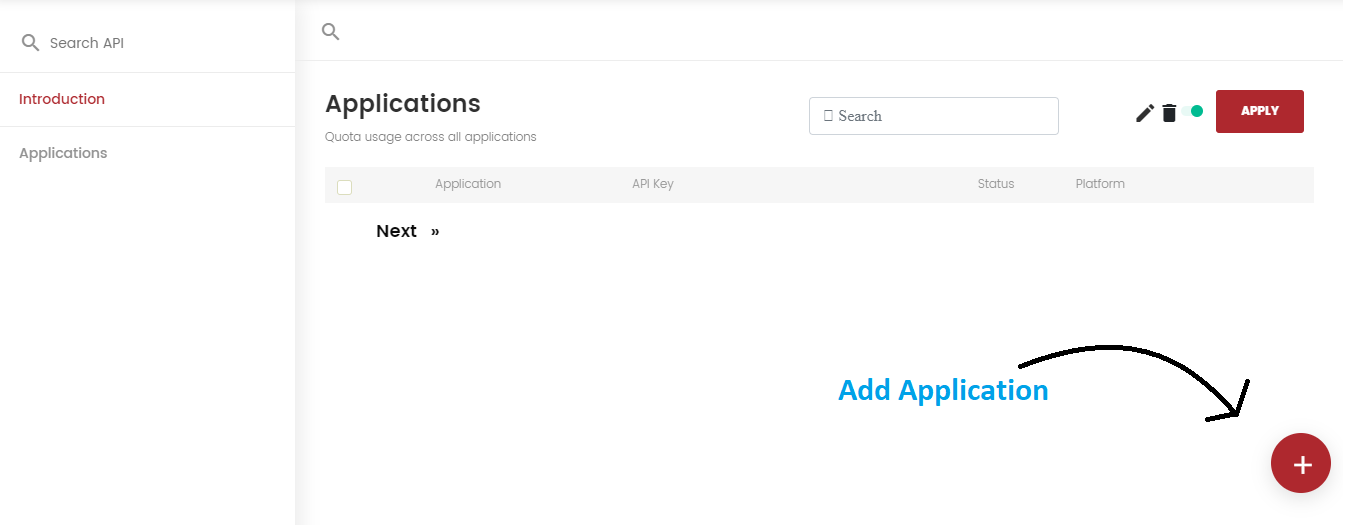 Search API
Introduction
Applications
Applications
Quota usage across all applications
Search
APPLY
Application API Key Status Platform
Next »
Add Application
+